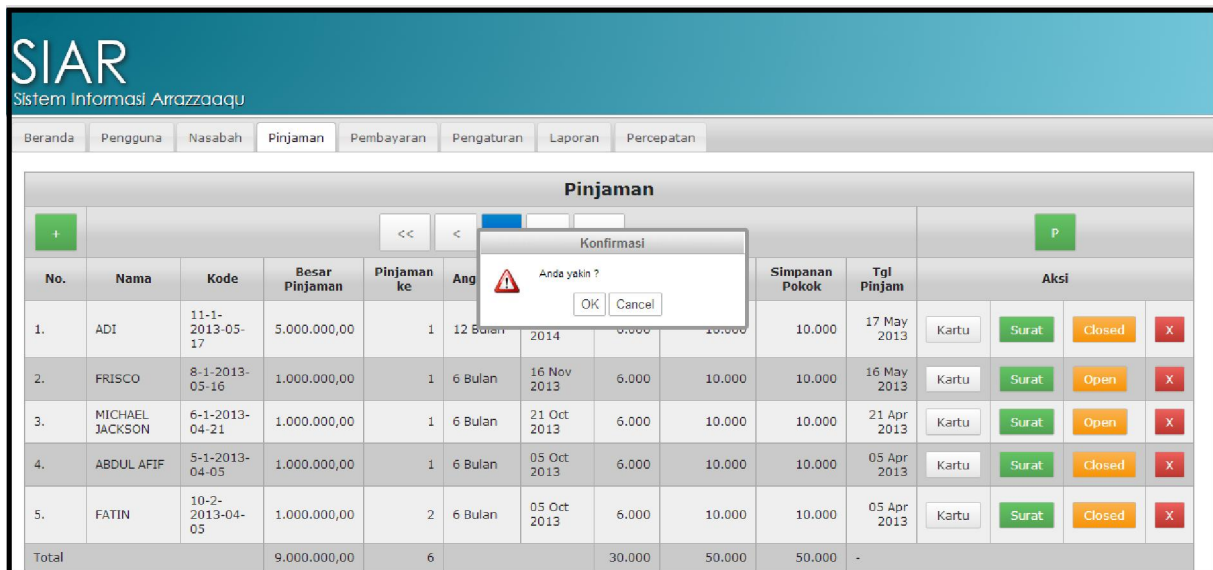 SIAR
Sistem Informasi Arrazzaaqu
Beranda Pengguna Nasabah Pinjaman Pembayaran Pengaturan Laporan Percepatan
Pinjaman
+ << < P
Konfirmasi
Anda yakin ?
OK Cancel
No. Nama Kode Besar Pinjaman Pinjaman ke Ang Simpanan Pokok Tgl Pinjam Aksi
1. ADI 11-1-2013-05-17 5.000.000,00 1 12 Bulan 2014 6.000 10.000 10.000 17 May 2013 Kartu Surat Closed X
2. FRISCO 8-1-2013-05-16 1.000.000,00 1 6 Bulan 16 Nov 2013 6.000 10.000 10.000 16 May 2013 Kartu Surat Open X
3. MICHAEL JACKSON 6-1-2013-04-21 1.000.000,00 1 6 Bulan 21 Oct 2013 6.000 10.000 10.000 21 Apr 2013 Kartu Surat Open X
4. ABDUL AFIF 5-1-2013-04-05 1.000.000,00 1 6 Bulan 05 Oct 2013 6.000 10.000 10.000 05 Apr 2013 Kartu Surat Open X
5. FATIN 10-2-2013-04-05 1.000.000,00 2 6 Bulan 05 Oct 2013 6.000 10.000 10.000 05 Apr 2013 Kartu Surat Closed X
Total 9.000.000,00 6 30.000 50.000 50.000 -